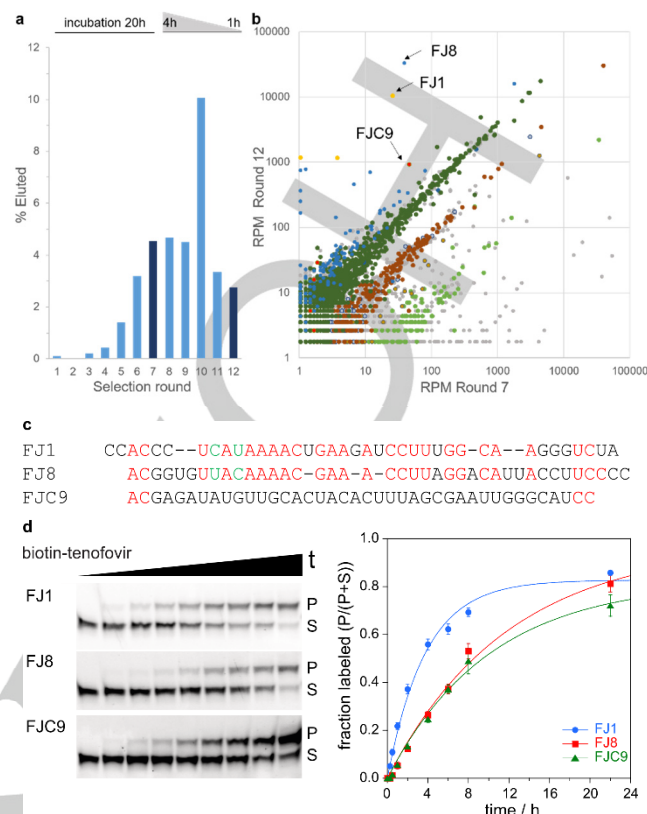 a
incubation 20h 4h 1h
% Eluted
12
10
8
6
4
2
0
1 2 3 4 5 6 7 8 9 10 11 12
Selection round
b
RPM Round 12
100000
10000
1000
100
10
1
FJ8
FJ1
FJC9
1 10 100 1000 10000 100000
RPM Round 7
c
FJ1 CCACCC--UCAUAAAACUGAAGAUCCUUUGG-CA--AGGGUCUA
FJ8 ACGGUGUUACAAAAC-GAA-A-CCUUAGGACAUUACCUUCCCC
FJC9 ACGAGAUAUGUUGCACUACACUUUAGCGAAUUGGGCAUCC
d
biotin-tenofovir t
FJ1
P
S
FJ8
P
S
FJC9
P
S
fraction labeled (P/(P+S))
1.0
0.8
0.6
0.4
0.2
0.0
FJ1
FJ8
FJC9
0 4 8 12 16 20 24
time / h